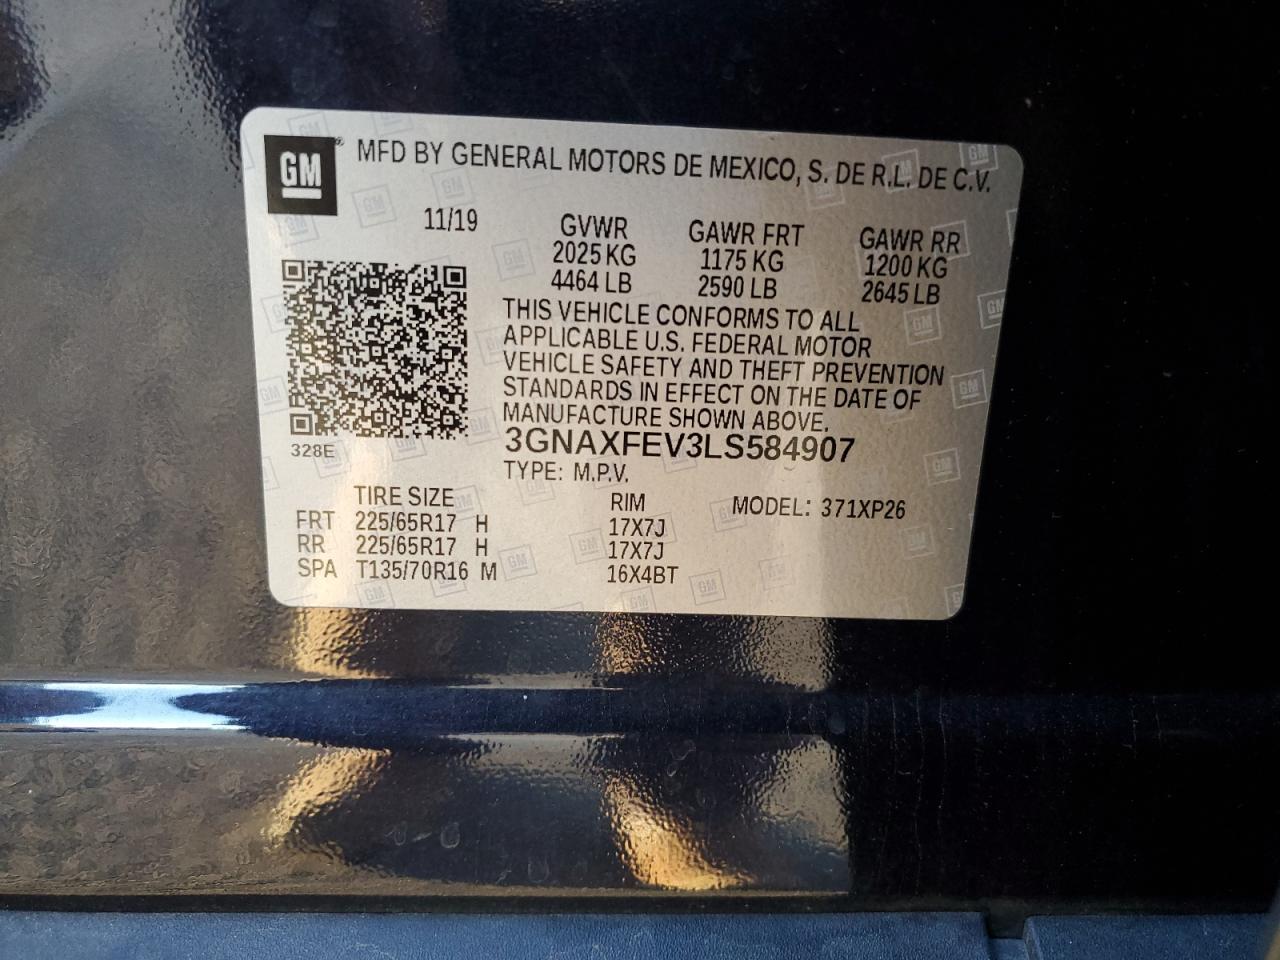 GM ® MFD BY GENERAL MOTORS DE MEXICO, S. DE R.L. DE C.V.
11/19
GVWR GAWR FRT GAWR RR
2025 KG 1175 KG 1200 KG
4464 LB 2590 LB 2645 LB
THIS VEHICLE CONFORMS TO ALL
APPLICABLE U.S. FEDERAL MOTOR
VEHICLE SAFETY AND THEFT PREVENTION
STANDARDS IN EFFECT ON THE DATE OF
MANUFACTURE SHOWN ABOVE.
328E
3GNAXFEV3LS584907
TYPE: M.P.V.
TIRE SIZE RIM MODEL: 371XP26
FRT 225/65R17 H 17X7J
RR 225/65R17 H 17X7J
SPA T135/70R16 M 16X4BT